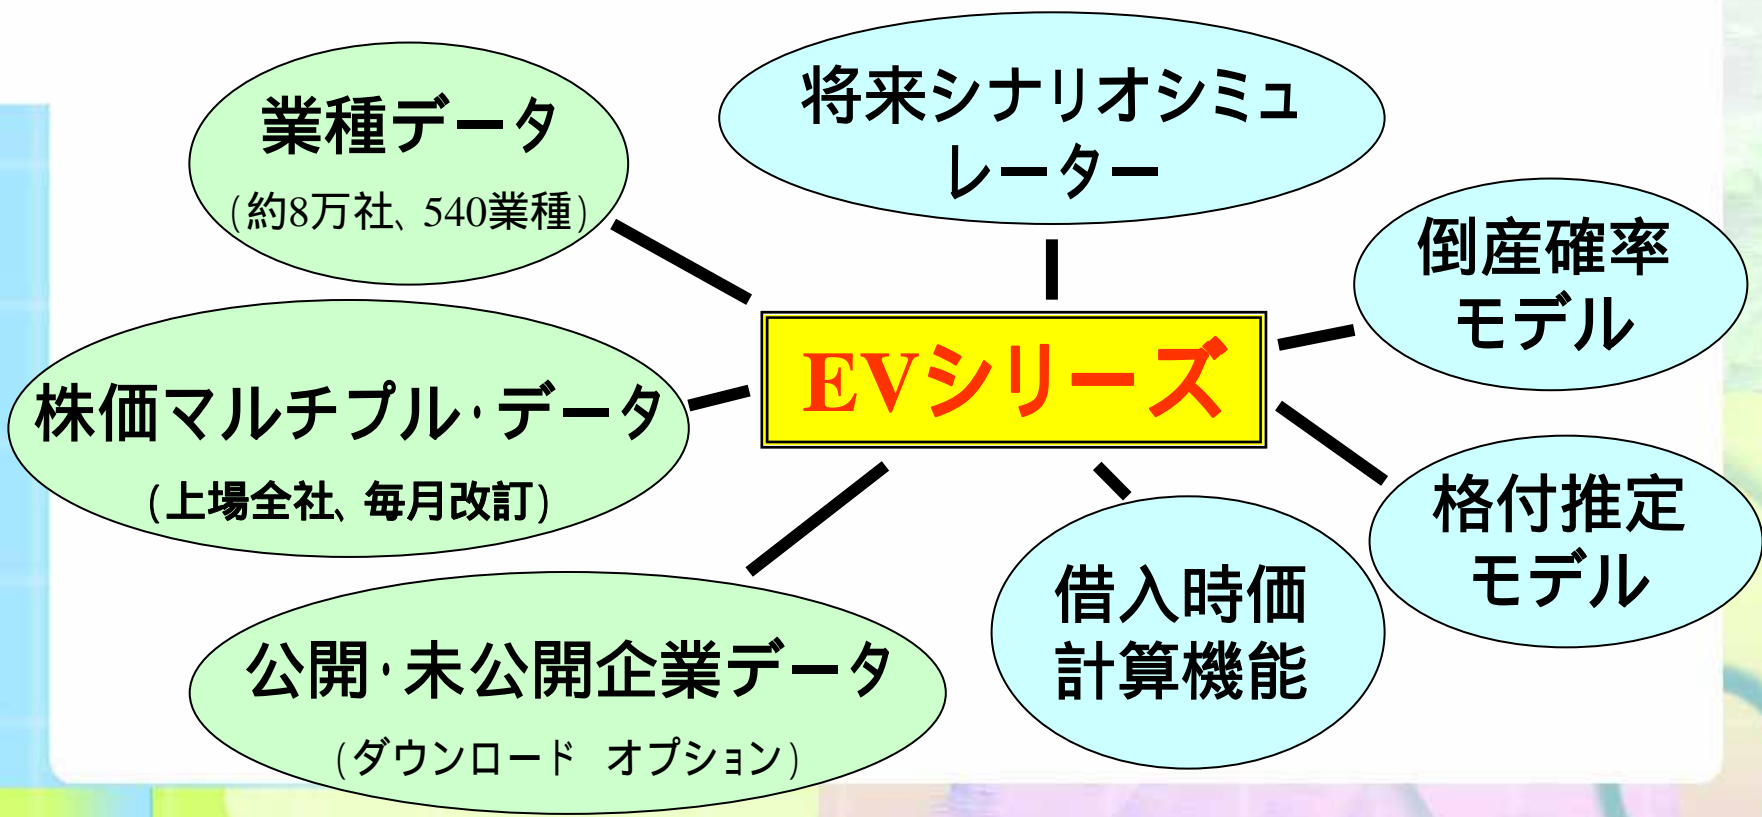 業種データ
(約8万社、540業種)
将来シナリオシミュ
レーター
倒産確率
モデル
EVシリーズ
株価マルチプル・データ
(上場全社、毎月改訂)
格付推定
モデル
借入時価
計算機能
公開・未公開企業データ
(ダウンロード オプション)